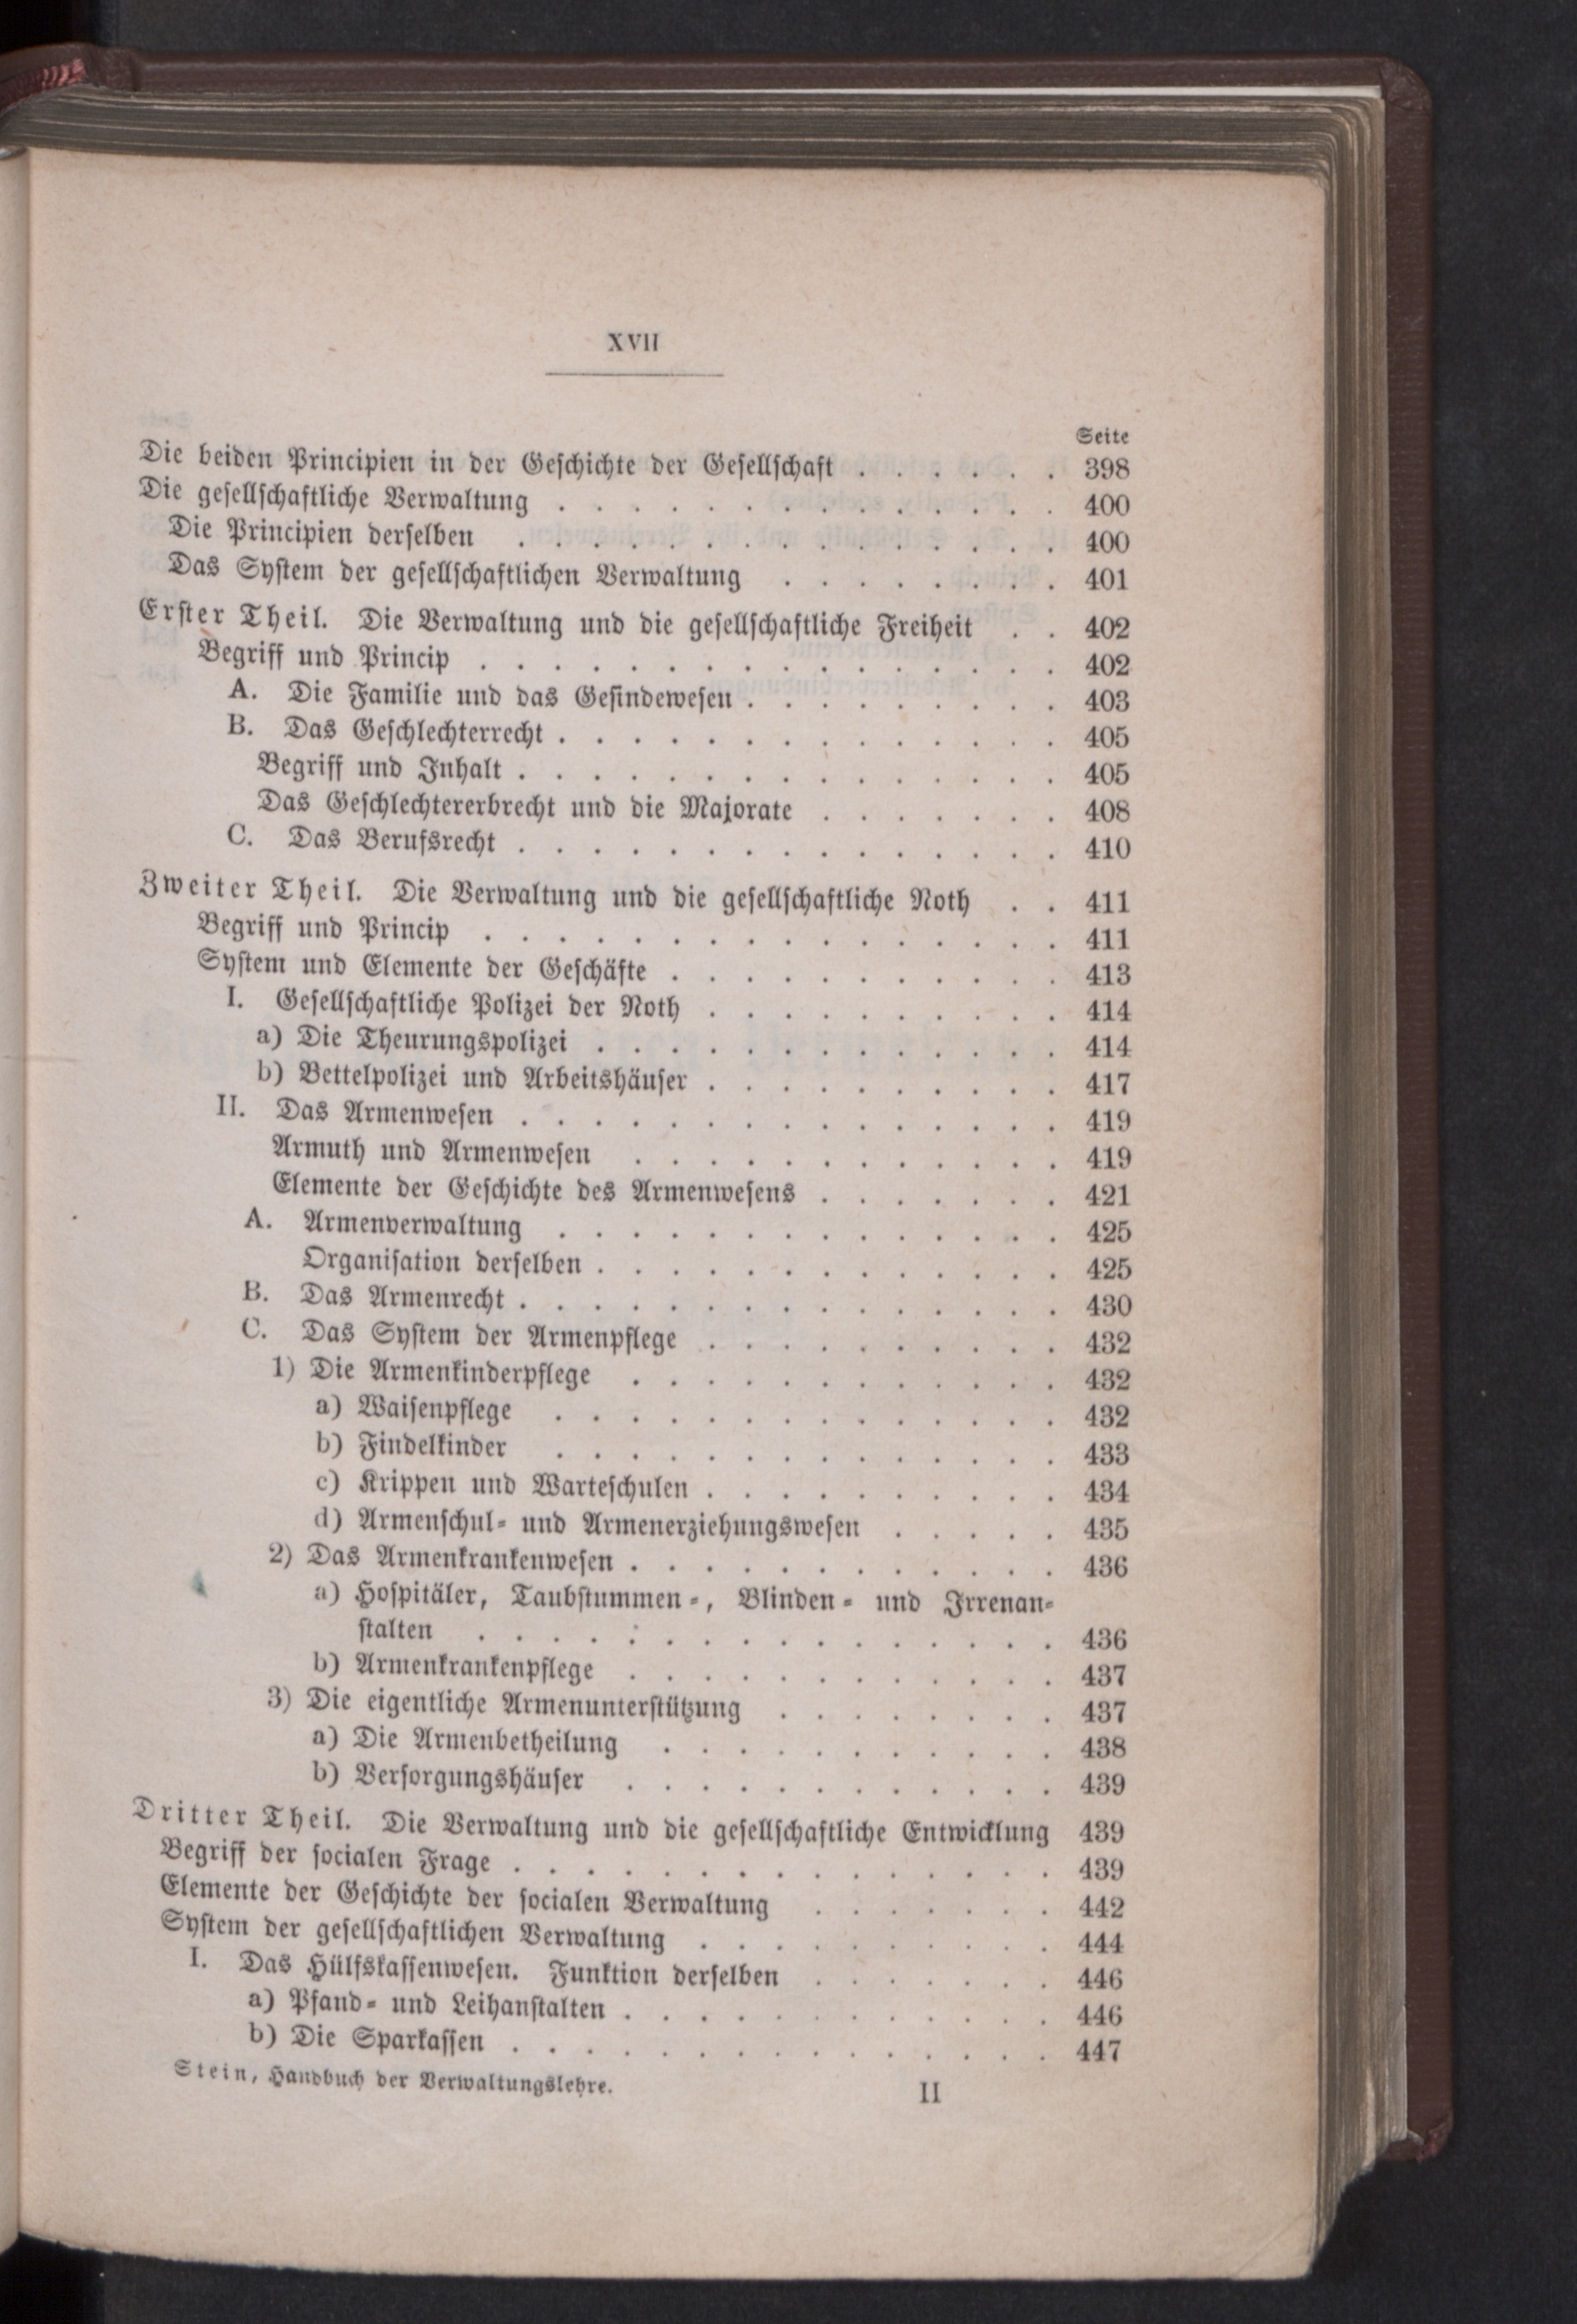 XVII
Seite
Die beiden Principien in der Geschichte der Gesellschaft . . . . . . 398
Die gesellschaftliche Verwaltung . . . . . . . . . . . . . . 400
Die Principien derselben . . . . . . . . . . . . . . . 400
Das System der gesellschaftlichen Verwaltung . . . . . . . . 401
Erster Theil. Die Verwaltung und die gesellschaftliche Freiheit . . 402
Begriff und Princip . . . . . . . . . . . . . . . . 402
A. Die Familie und das Gesindewesen . . . . . . . . . 403
B. Das Geschlechterrecht . . . . . . . . . . . . . . 405
Begriff und Inhalt . . . . . . . . . . . . . . . 405
Das Geschlechtererbrecht und die Majorate . . . . . . . 408
C. Das Berufsrecht . . . . . . . . . . . . . . . 410
Zweiter Theil. Die Verwaltung und die gesellschaftliche Noth . . 411
Begriff und Princip . . . . . . . . . . . . . . . . 411
System und Elemente der Geschäfte . . . . . . . . . . . 413
I. Gesellschaftliche Polizei der Noth . . . . . . . . . . 414
a) Die Theurungspolizei . . . . . . . . . . . . . 414
b) Bettelpolizei und Arbeitshäuser . . . . . . . . . . 417
II. Das Armenwesen . . . . . . . . . . . . . . . 419
Armuth und Armenwesen . . . . . . . . . . . . 419
Elemente der Geschichte des Armenwesens . . . . . . . 421
A. Armenverwaltung . . . . . . . . . . . . . . 425
Organisation derselben . . . . . . . . . . . . . 425
B. Das Armenrecht . . . . . . . . . . . . . . . 430
C. Das System der Armenpflege . . . . . . . . . . 432
1) Die Armenkinderpflege . . . . . . . . . . . . 432
a) Waisenpflege . . . . . . . . . . . . . . 432
b) Findelkinder . . . . . . . . . . . . . . 433
c) Krippen und Warteschulen . . . . . . . . . . 434
d) Armenschul- und Armenerziehungswesen . . . . . 435
2) Das Armenkrankenwesen . . . . . . . . . . . . 436
a) Hospitäler, Taubstummen-, Blinden- und Irrenan-
stalten . . . . . . . . . . . . . . . . 436
b) Armenkrankenpflege . . . . . . . . . . . . 437
3) Die eigentliche Armenunterstützung . . . . . . . . 437
a) Die Armenbetheilung . . . . . . . . . . . 438
b) Versorgungshäuser . . . . . . . . . . . . 439
Dritter Theil. Die Verwaltung und die gesellschaftliche Entwicklung 439
Begriff der socialen Frage . . . . . . . . . . . . . . . 439
Elemente der Geschichte der socialen Verwaltung . . . . . . . 442
System der gesellschaftlichen Verwaltung . . . . . . . . . . 444
I. Das Hülfskassenwesen. Funktion derselben . . . . . . . 446
a) Pfand- und Leihanstalten . . . . . . . . . . . . 446
b) Die Sparkassen . . . . . . . . . . . . . . . 447
Stein, Handbuch der Verwaltungslehre. II